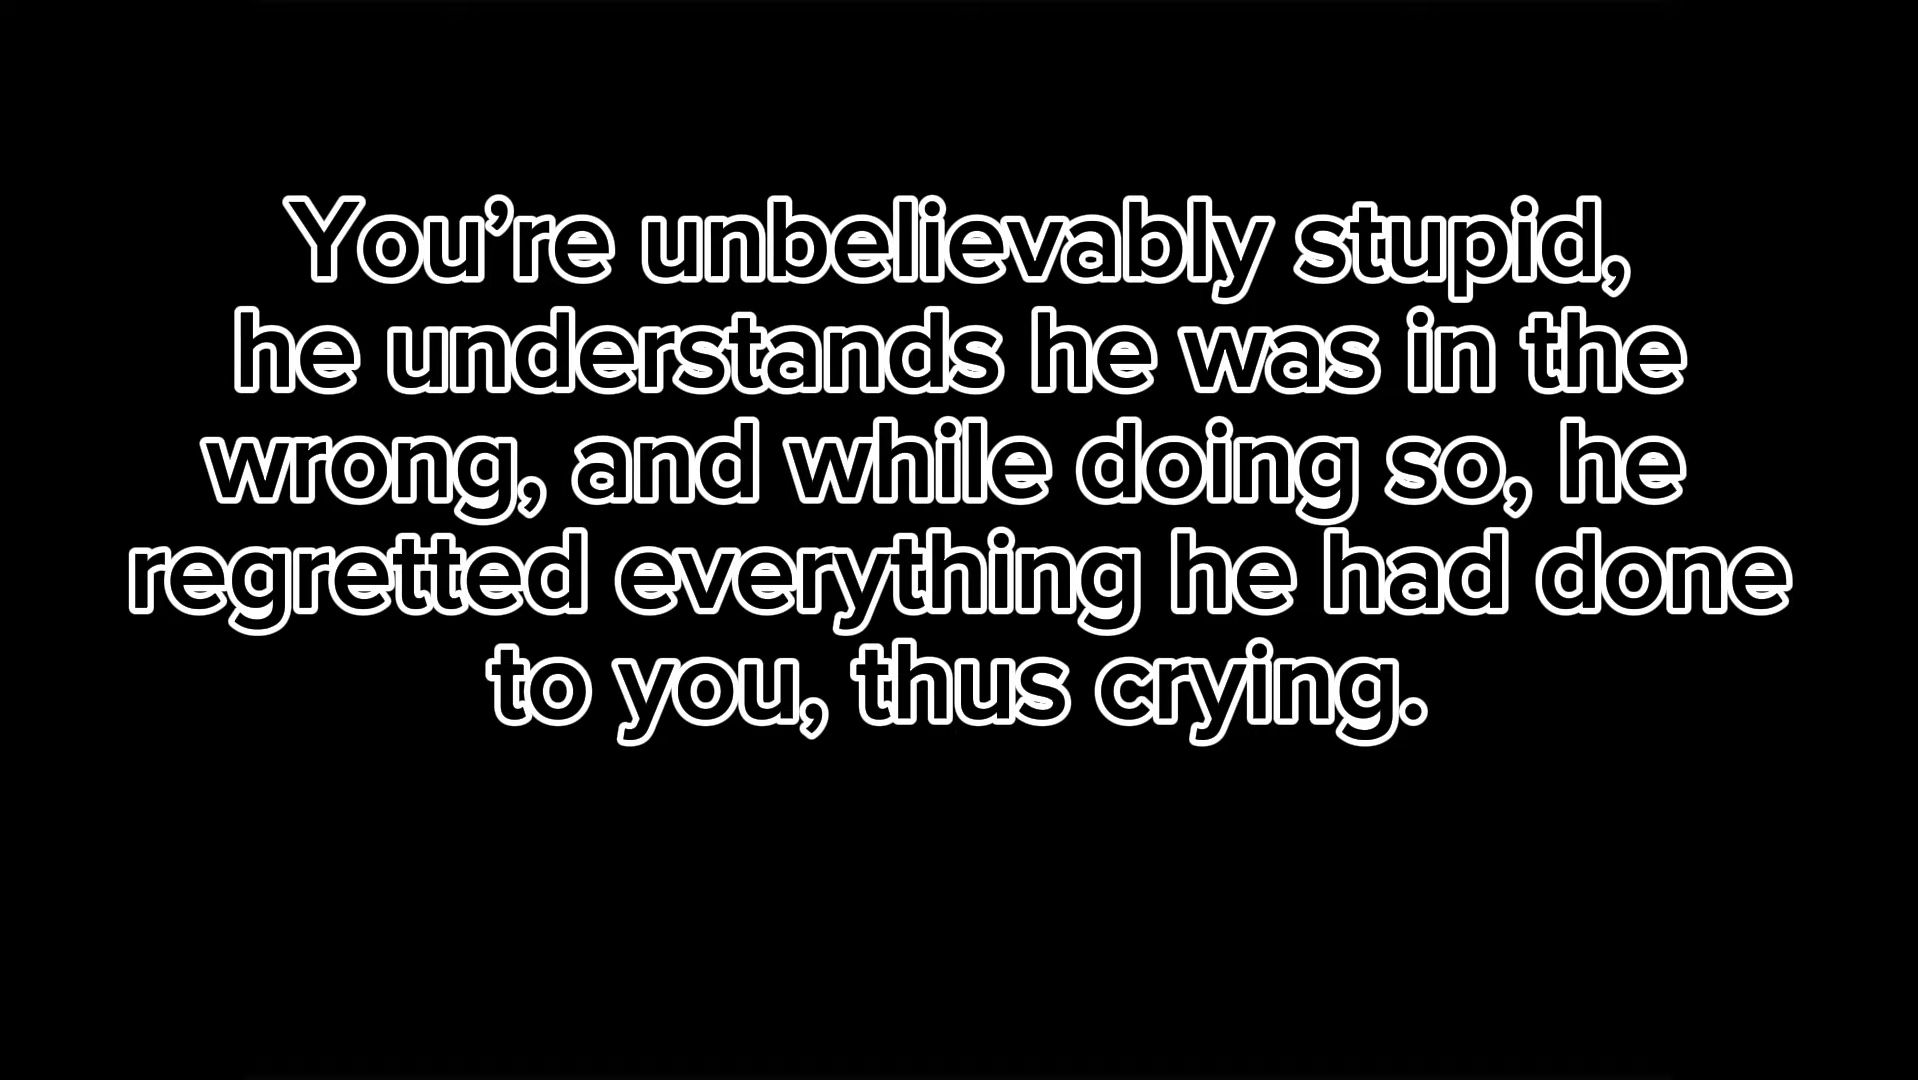 You’re unbelievably stupid,
he understands he was in the
wrong, and while doing so, he
regretted everything he had done
to you, thus crying.